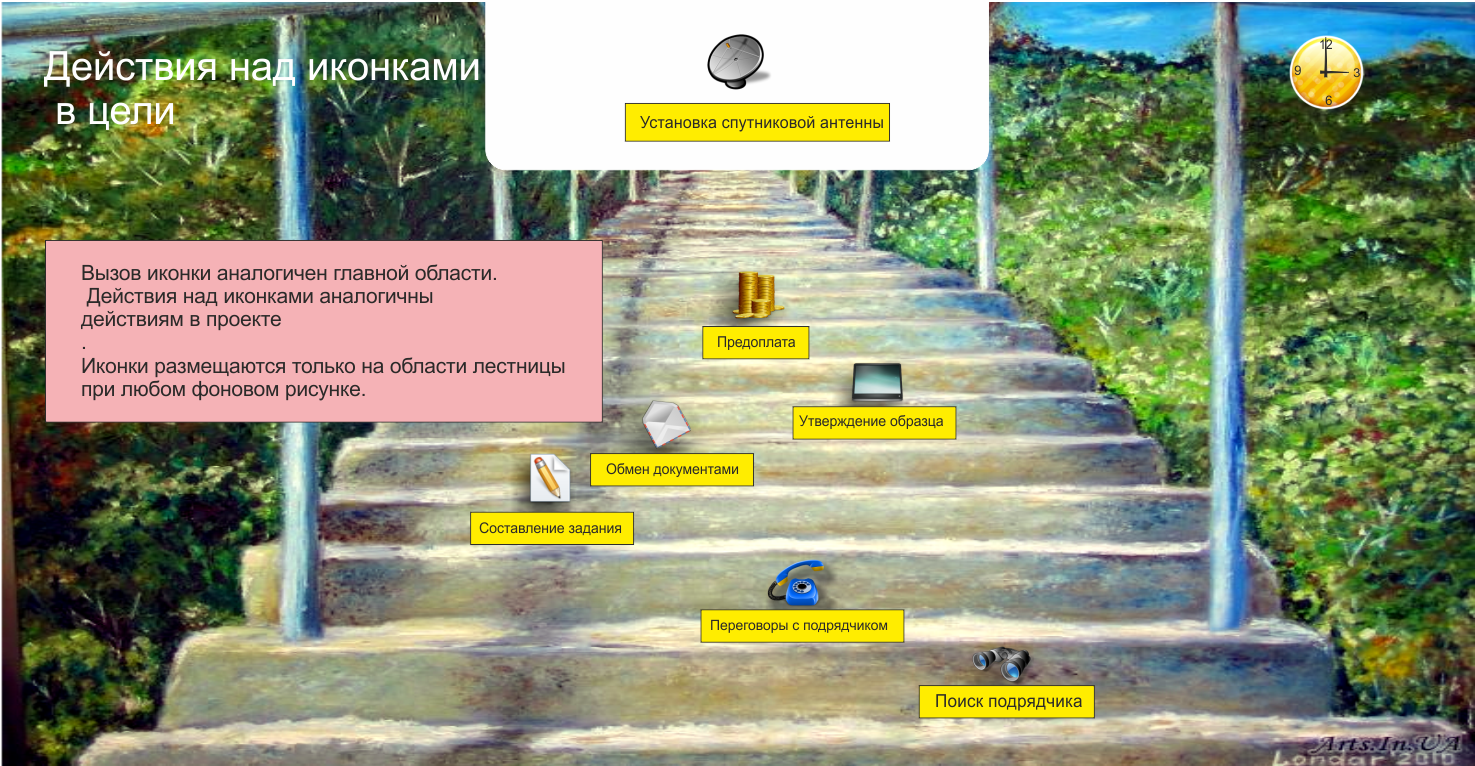 Действия над иконками
в цели
Установка спутниковой антенны
12
9
3
6
Вызов иконки аналогичен главной области.
Действия над иконками аналогичны
действиям в проекте
.
Иконки размещаются только на области лестницы
при любом фоновом рисунке.
Предоплата
Утверждение образца
Обмен документами
Составление задания
Переговоры с подрядчиком
Поиск подрядчика
Arts.In.UA
Londar'2010